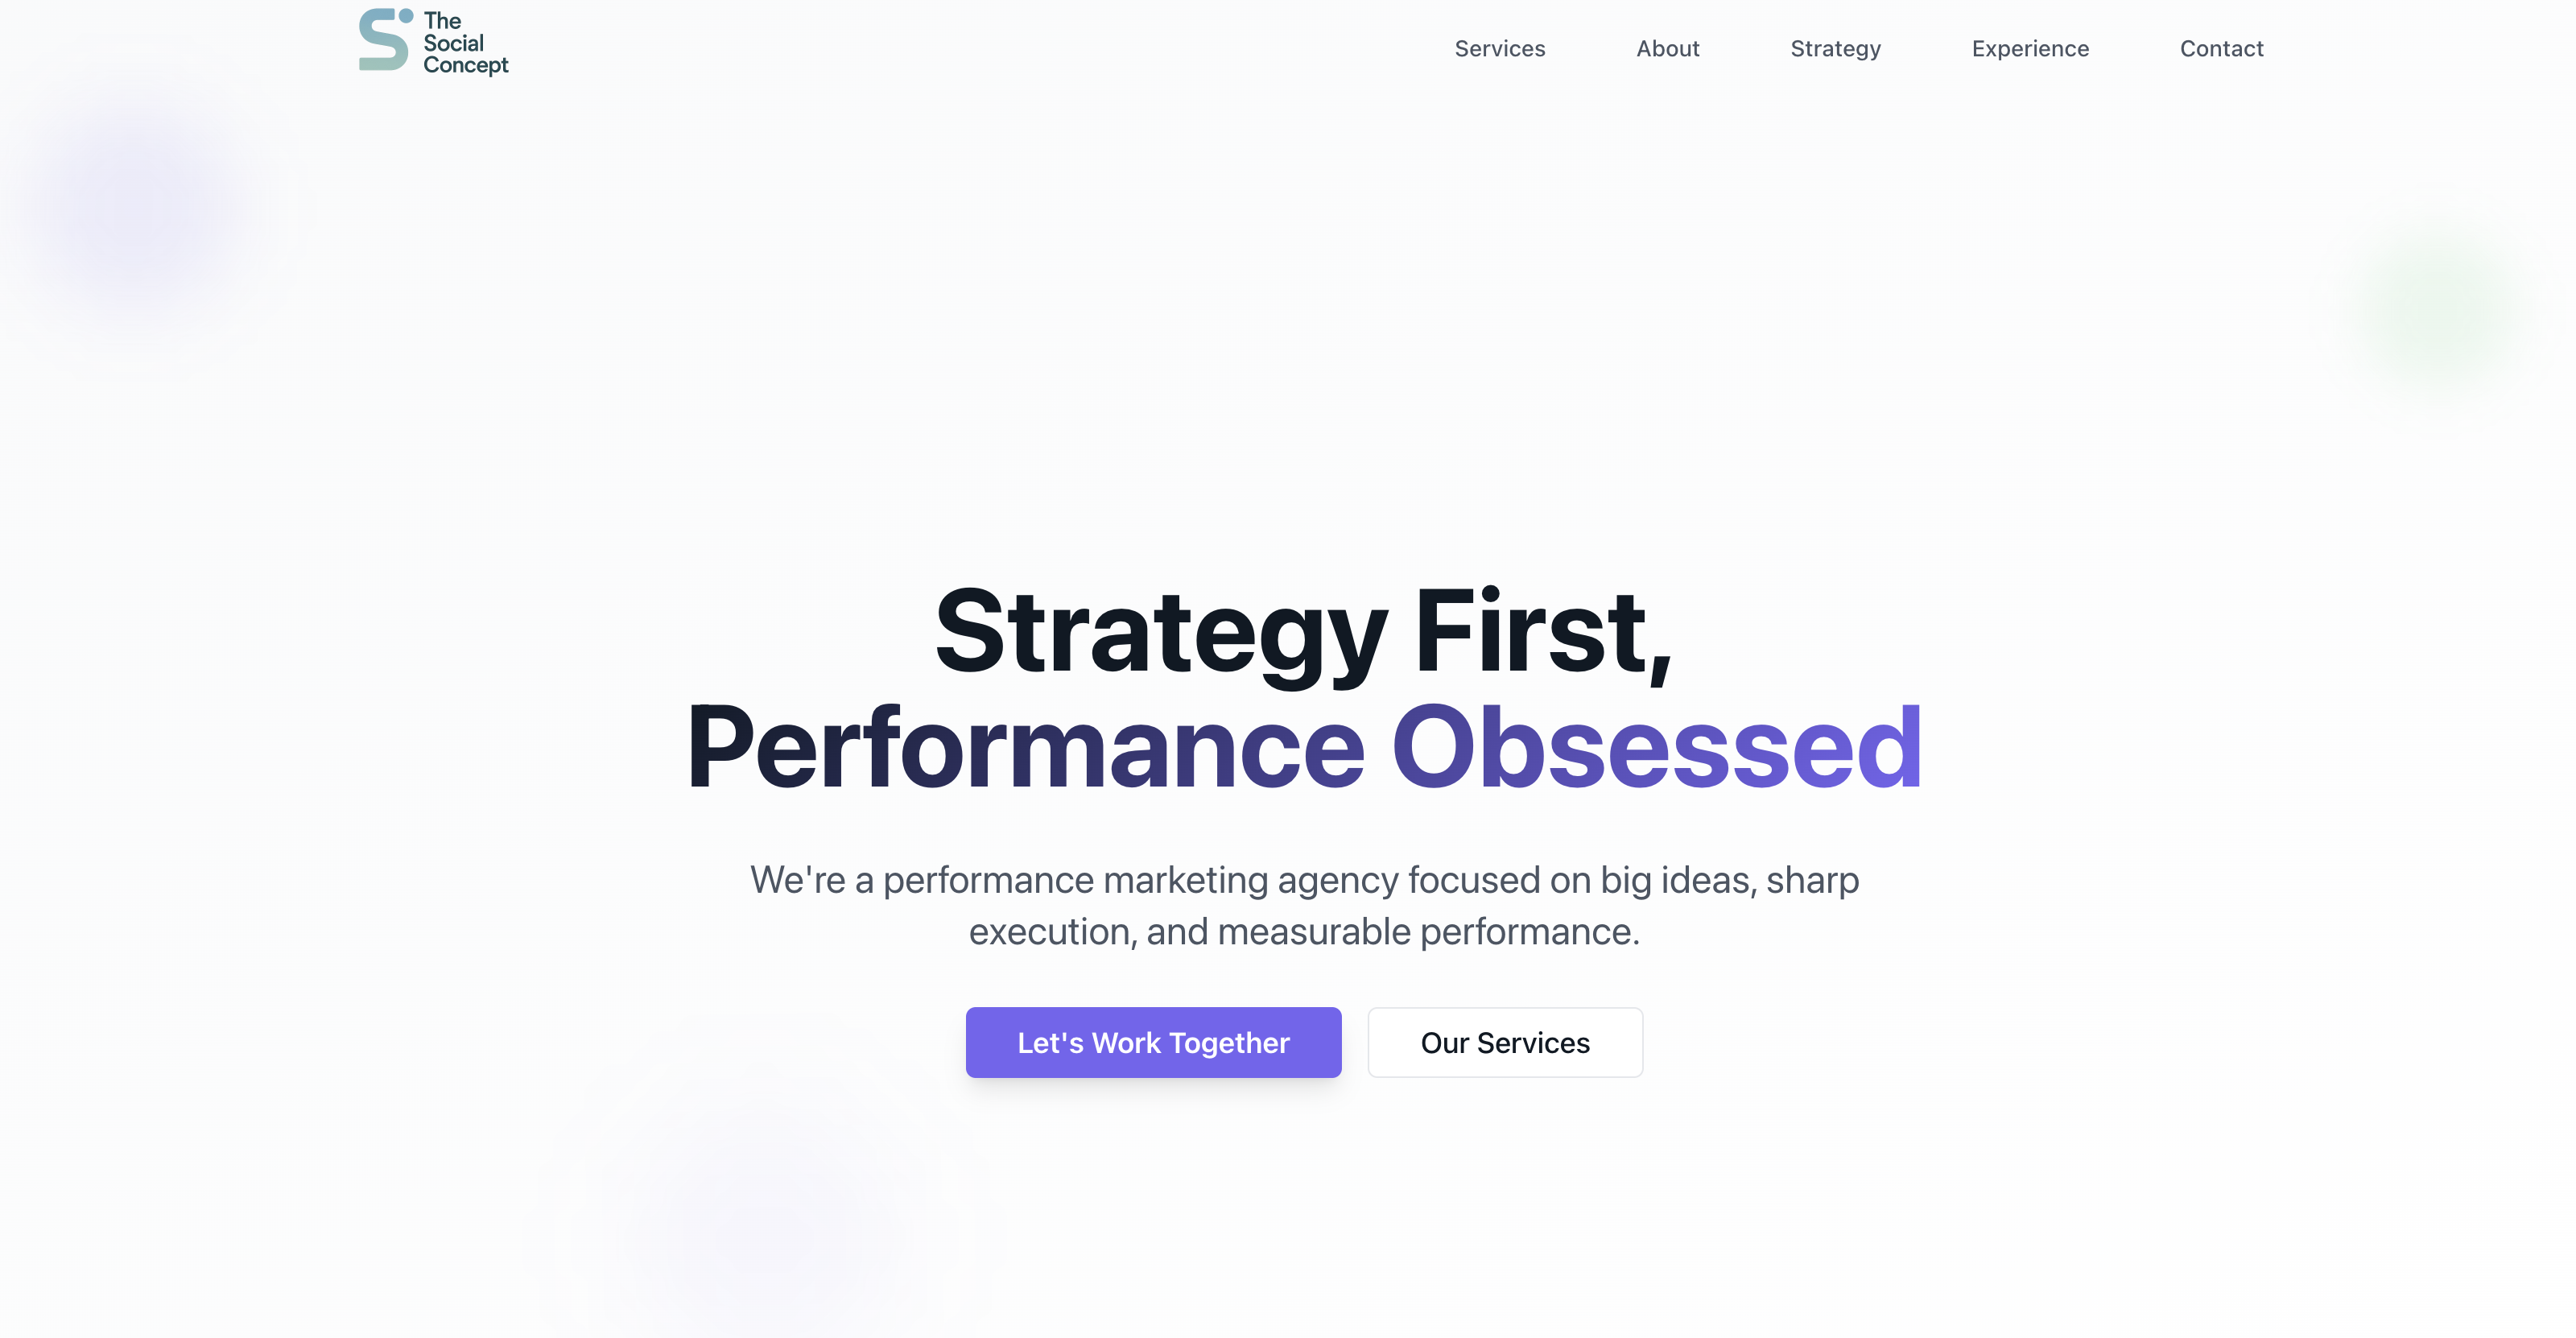 The
Social
Concept
Services
About
Strategy
Experience
Contact
Strategy First,
Performance Obsessed
We're a performance marketing agency focused on big ideas, sharp
execution, and measurable performance.
Let's Work Together
Our Services